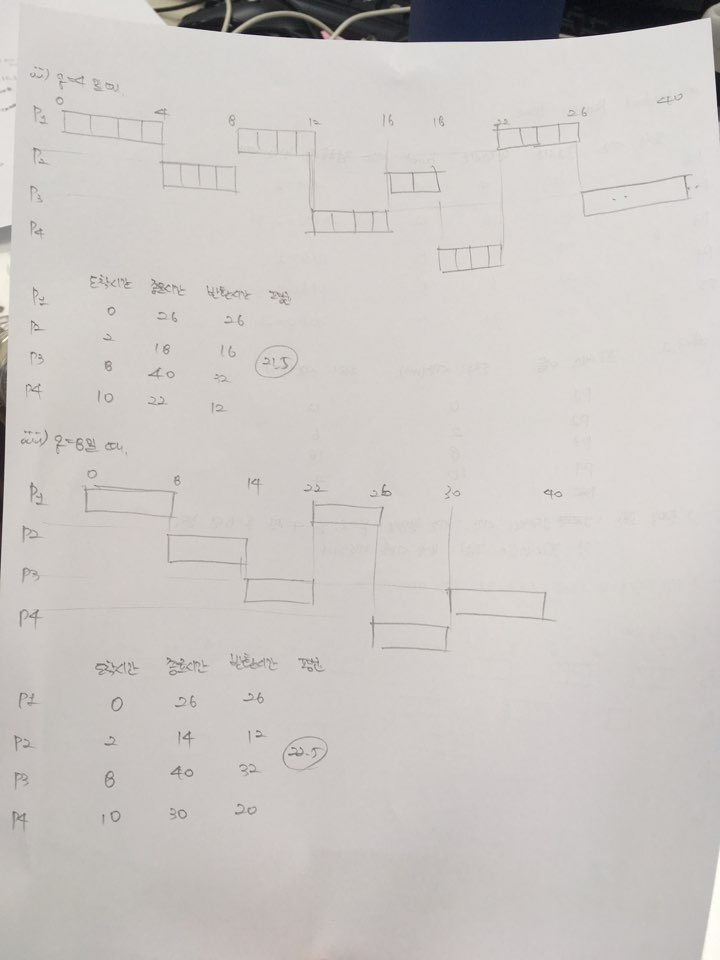 iii) q=4 일 때.
0 4 8 12 16 18 22 26 40
P1
P2
P3
P4
도착시간 종료시간 반환시간 평균
P1 0 26 26
P2 2 18 16
P3 8 40 32 21.5
P4 10 22 12
iiii) q=8일 때.
0 8 14 22 26 30 40
P1
P2
P3
P4
도착시간 종료시간 반환시간 평균
P1 0 26 26
P2 2 14 12 22.5
P3 8 40 32
P4 10 30 20